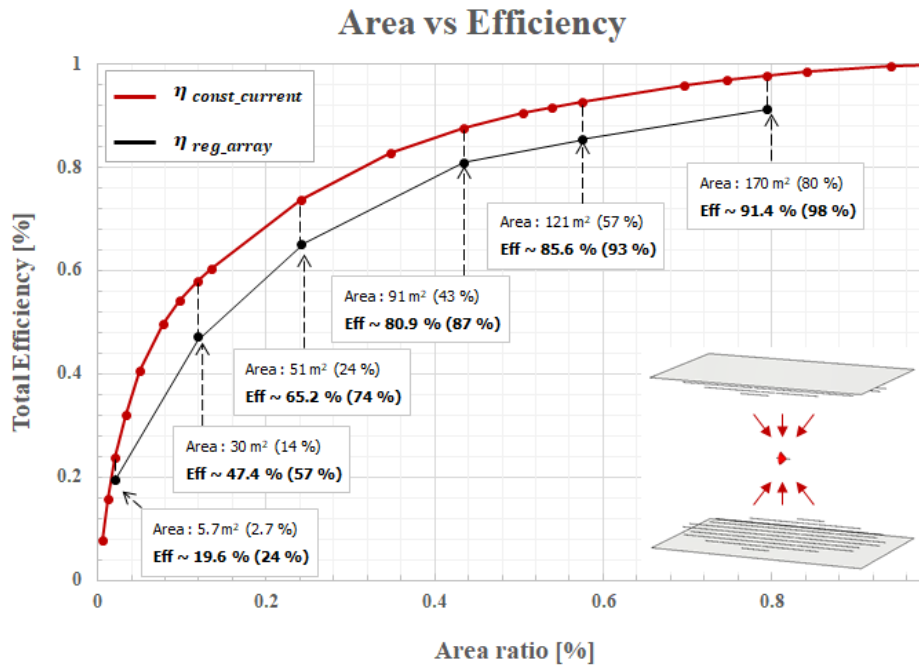 Area vs Efficiency
η const_current
η reg_array
Total Efficiency [%]
1
0.8
0.6
0.4
0.2
0
Area : 170 m² (80 %)
Eff ~ 91.4 % (98 %)
Area : 121 m² (57 %)
Eff ~ 85.6 % (93 %)
Area : 91 m² (43 %)
Eff ~ 80.9 % (87 %)
Area : 51 m² (24 %)
Eff ~ 65.2 % (74 %)
Area : 30 m² (14 %)
Eff ~ 47.4 % (57 %)
Area : 5.7 m² (2.7 %)
Eff ~ 19.6 % (24 %)
0
0.2
0.4
0.6
0.8
Area ratio [%]